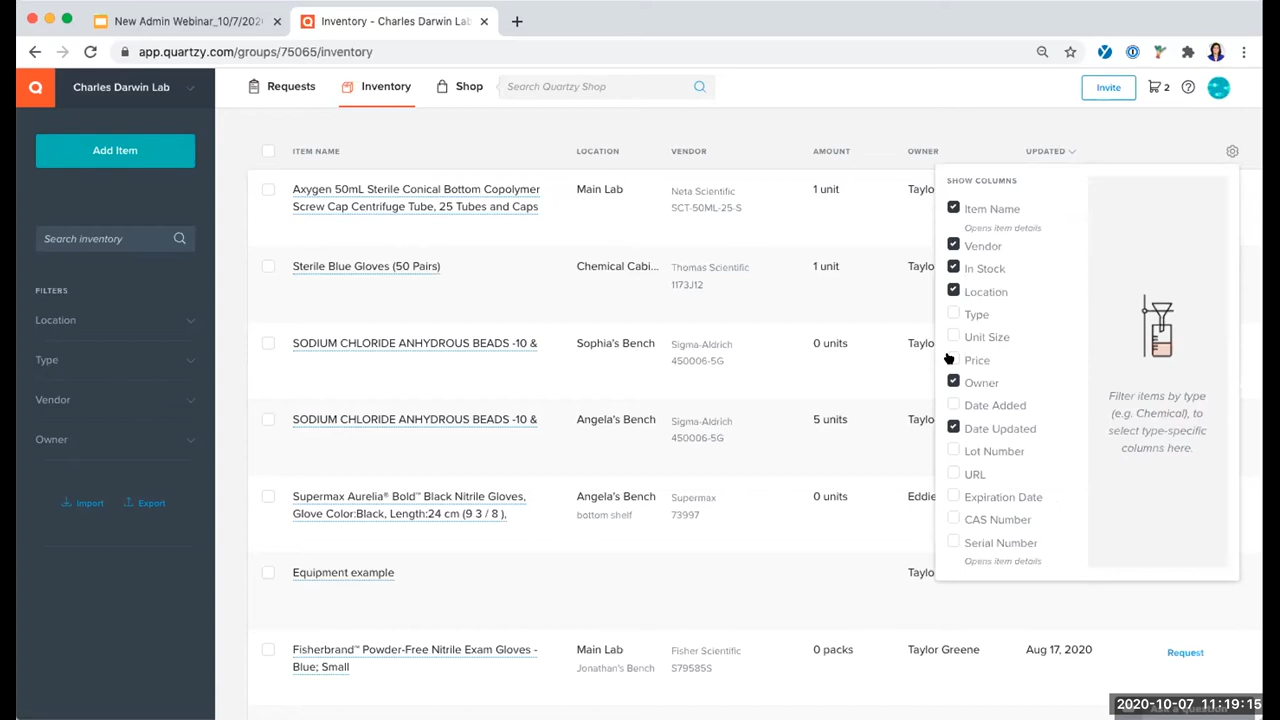 New Admin Webinar_10/7/202
Inventory - Charles Darwin Lab
app.quartzy.com/groups/75065/inventory
Charles Darwin Lab
Requests
Inventory
Shop
Search Quartzy Shop
Invite
2
Add Item
Search inventory
FILTERS
Location
Type
Vendor
Owner
Import
Export
ITEM NAME
LOCATION
VENDOR
AMOUNT
OWNER
UPDATED
Axygen 50mL Sterile Conical Bottom Copolymer
Screw Cap Centrifuge Tube, 25 Tubes and Caps
Main Lab
Neta Scientific
SCT-50ML-25-S
1 unit
Taylo
Sterile Blue Gloves (50 Pairs)
Chemical Cabi...
Thomas Scientific
1173J12
1 unit
Taylo
SODIUM CHLORIDE ANHYDROUS BEADS -10 &
Sophia's Bench
Sigma-Aldrich
450006-5G
0 units
Taylo
SODIUM CHLORIDE ANHYDROUS BEADS -10 &
Angela's Bench
Sigma-Aldrich
450006-5G
5 units
Taylo
Supermax Aurelia® Bold™ Black Nitrile Gloves,
Glove Color:Black, Length:24 cm (9 3 / 8 ),
Angela's Bench
bottom shelf
Supermax
73997
0 units
Eddie
Equipment example
Taylo
Fisherbrand™ Powder-Free Nitrile Exam Gloves -
Blue; Small
Main Lab
Jonathan's Bench
Fisher Scientific
S79585S
0 packs
Taylor Greene
Aug 17, 2020
Request
SHOW COLUMNS
Item Name
Opens item details
Vendor
In Stock
Location
Type
Unit Size
Price
Owner
Date Added
Date Updated
Lot Number
URL
Expiration Date
CAS Number
Serial Number
Opens item details
Filter items by type
(e.g. Chemical), to
select type-specific
columns here.
2020-10-07 11:19:15